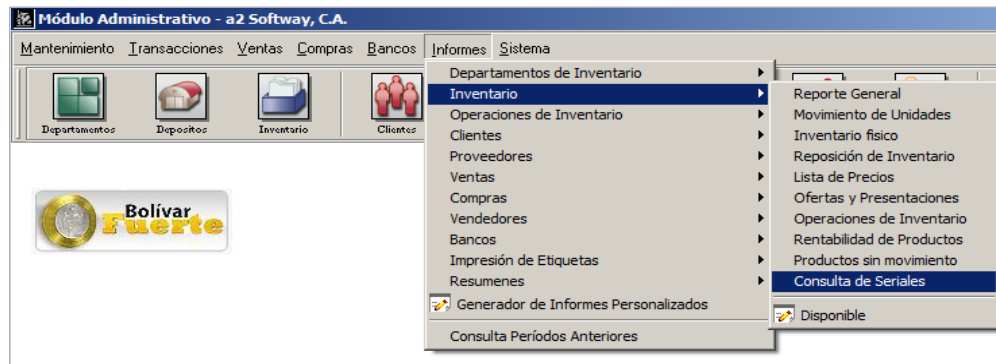 Módulo Administrativo - a2 Softway, C.A.
Mantenimiento Transacciones Ventas Compras Bancos Informes Sistema
Departamentos Depositos Inventario Clientes
Bolívar
Fuerte
Departamentos de Inventario
Inventario
Operaciones de Inventario
Clientes
Proveedores
Ventas
Compras
Vendedores
Bancos
Impresión de Etiquetas
Resumenes
Generador de Informes Personalizados
Consulta Períodos Anteriores
Reporte General
Movimiento de Unidades
Inventario fisico
Reposición de Inventario
Lista de Precios
Ofertas y Presentaciones
Operaciones de Inventario
Rentabilidad de Productos
Productos sin movimiento
Consulta de Seriales
Disponible